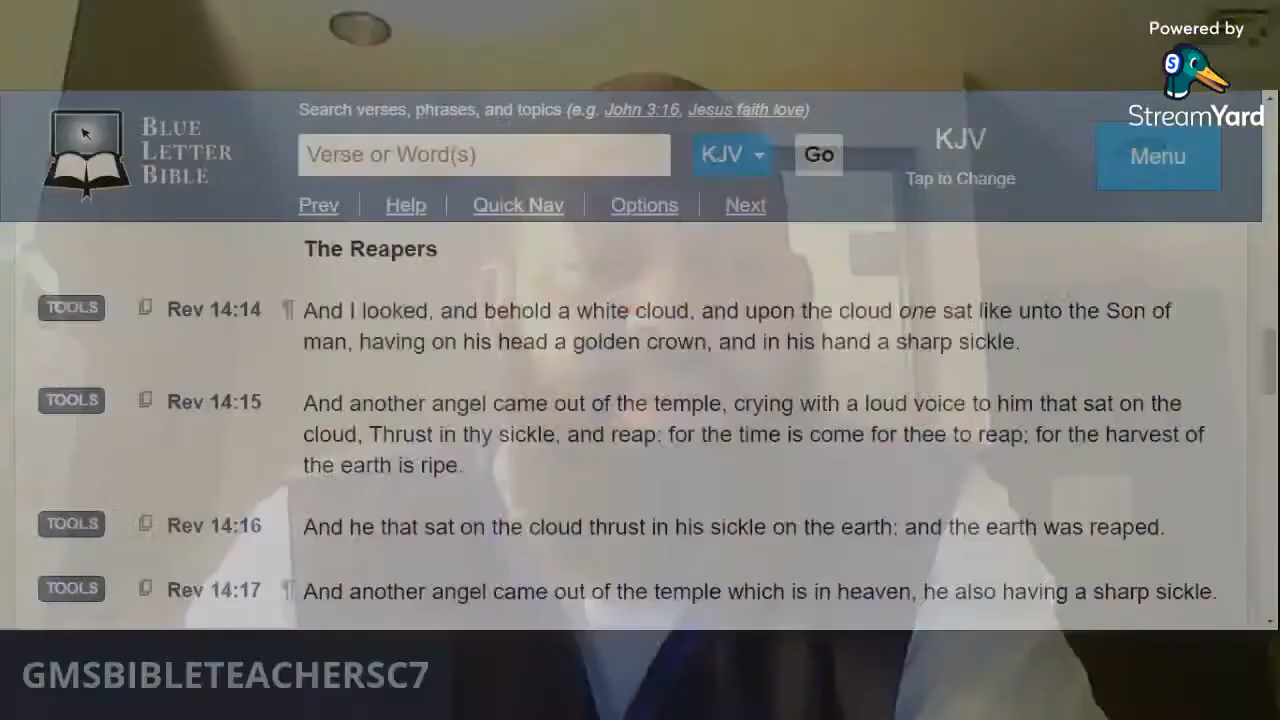 Powered by
StreamYard
Search verses, phrases, and topics (e.g. John 3:16, Jesus faith love)
BLUE
LETTER
BIBLE
Verse or Word(s)
KJV
Go
KJV
Tap to Change
Menu
Prev
Help
Quick Nav
Options
Next
The Reapers
TOOLS
Rev 14:14
¶ And I looked, and behold a white cloud, and upon the cloud one sat like unto the Son of
man, having on his head a golden crown, and in his hand a sharp sickle.
TOOLS
Rev 14:15
And another angel came out of the temple, crying with a loud voice to him that sat on the
cloud, Thrust in thy sickle, and reap: for the time is come for thee to reap; for the harvest of
the earth is ripe.
TOOLS
Rev 14:16
And he that sat on the cloud thrust in his sickle on the earth; and the earth was reaped.
TOOLS
Rev 14:17
¶ And another angel came out of the temple which is in heaven, he also having a sharp sickle.
GMSBIBLETEACHERSC7